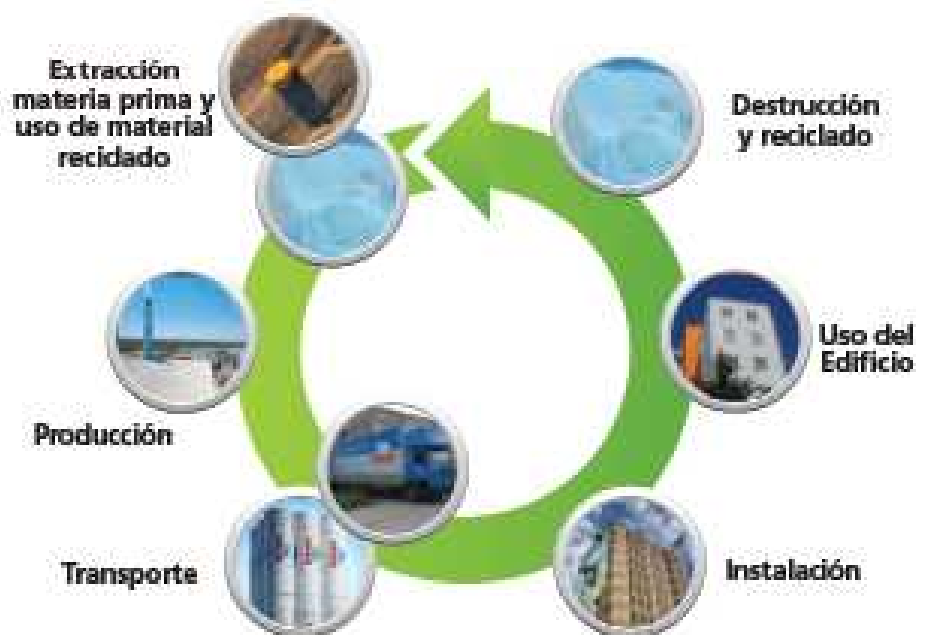 Extracción
materia prima y
uso de material
reciclado
Destrucción
y reciclado
Producción
Uso del
Edificio
Transporte
Instalación